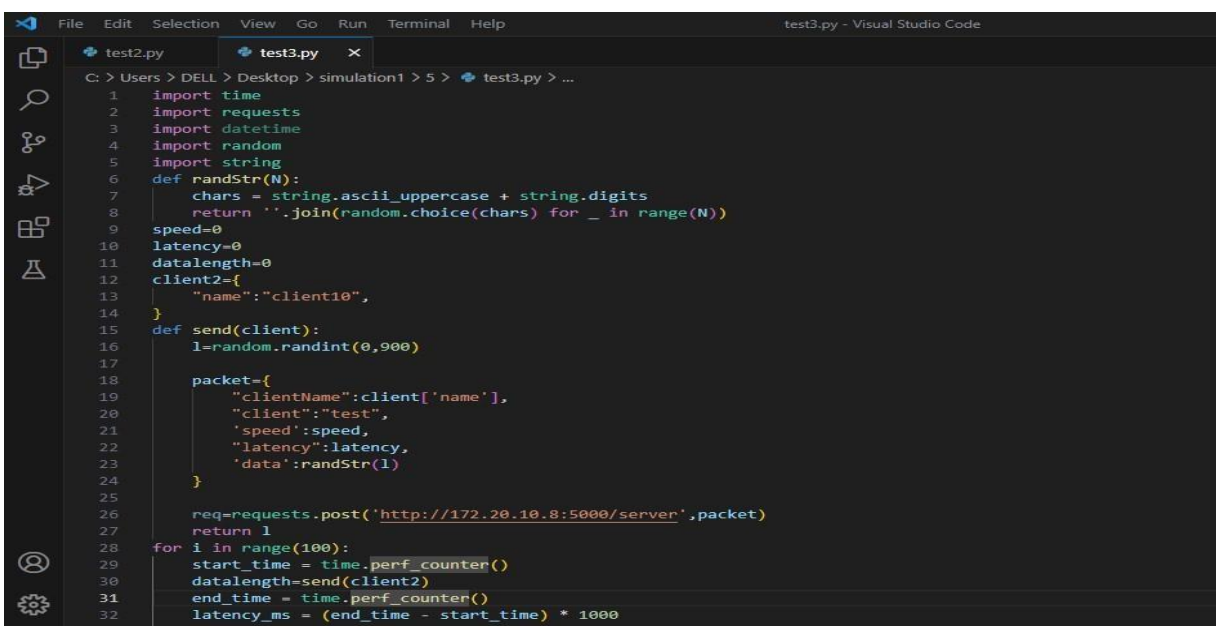 File Edit Selection View Go Run Terminal Help test3.py - Visual Studio Code
test2.py test3.py ×
C: > Users > DELL > Desktop > simulation1 > 5 > test3.py > ...
1 import time
2 import requests
3 import datetime
4 import random
5 import string
6 def randStr(N):
7     chars = string.ascii_uppercase + string.digits
8     return ''.join(random.choice(chars) for _ in range(N))
9 speed=0
10 latency=0
11 datalength=0
12 client2={
13     "name":"client10",
14 }
15 def send(client):
16     l=random.randint(0,900)
17
18     packet={
19         "clientName":client['name'],
20         "client":"test",
21         'speed':speed,
22         "latency":latency,
23         'data':randStr(l)
24     }
25
26     req=requests.post('http://172.20.10.8:5000/server',packet)
27     return l
28 for i in range(100):
29     start_time = time.perf_counter()
30     datalength=send(client2)
31     end_time = time.perf_counter()
32     latency_ms = (end_time - start_time) * 1000